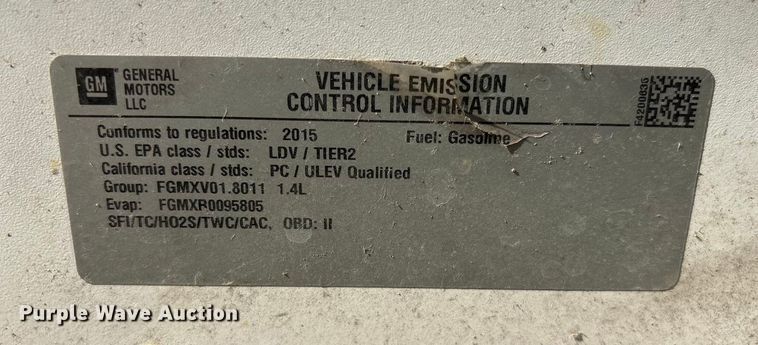 GM
GENERAL
MOTORS
LLC
VEHICLE EMISSION
CONTROL INFORMATION
Conforms to regulations: 2015 Fuel: Gasoline
U.S. EPA class / stds: LDV / TIER2
California class / stds: PC / ULEV Qualified
Group: FGMXV01.8011 1.4L
Evap: FGMXR0095805
SFI/TC/HO2S/TWC/CAC, OBD: II
Purple Wave Auction